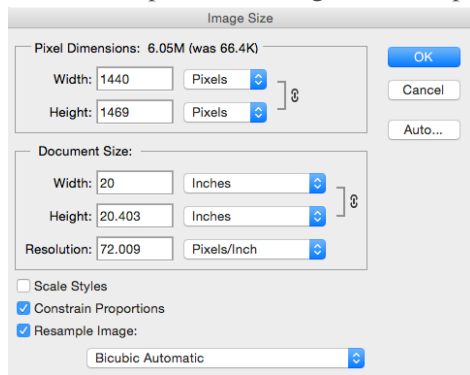 Image Size
Pixel Dimensions: 6.05M (was 66.4K)
OK
Width: 1440 Pixels
Cancel
Height: 1469 Pixels
Auto...
Document Size:
Width: 20 Inches
Height: 20.403 Inches
Resolution: 72.009 Pixels/Inch
Scale Styles
Constrain Proportions
Resample Image:
Bicubic Automatic